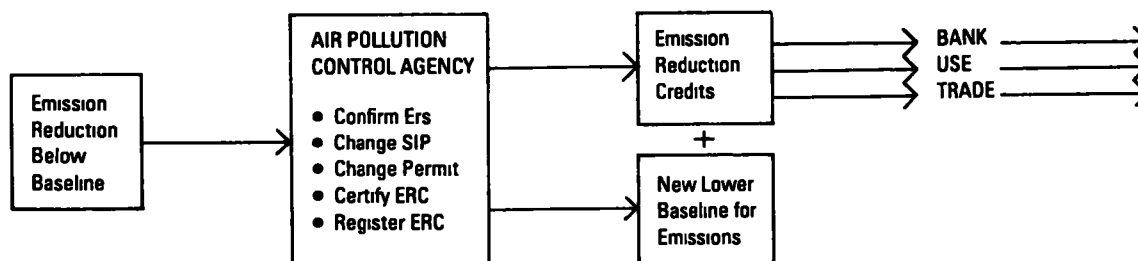 Emission
Reduction
Below
Baseline
AIR POLLUTION
CONTROL AGENCY
• Confirm Ers
• Change SIP
• Change Permit
• Certify ERC
• Register ERC
Emission
Reduction
Credits
+
New Lower
Baseline for
Emissions
BANK
USE
TRADE